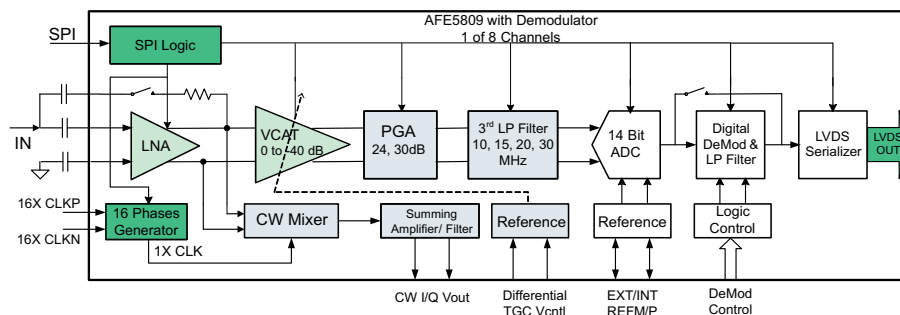 AFE5809 with Demodulator
1 of 8 Channels
SPI
SPI Logic
IN
LNA
VCAT
0 to -40 dB
PGA
24, 30dB
3rd LP Filter
10, 15, 20, 30
MHz
14 Bit
ADC
Digital
DeMod &
LP Filter
LVDS
Serializer
LVDS
OUT
16X CLKP
16X CLKN
16 Phases
Generator
1X CLK
CW Mixer
Summing
Amplifier/ Filter
Reference
Reference
Logic
Control
CW I/Q Vout
Differential
TGC Vcntl
EXT/INT
REFM/P
DeMod
Control